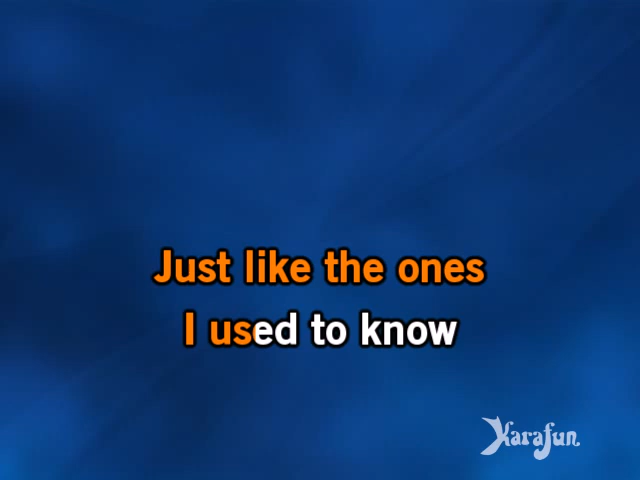 Just like the ones
I used to know
Karafun